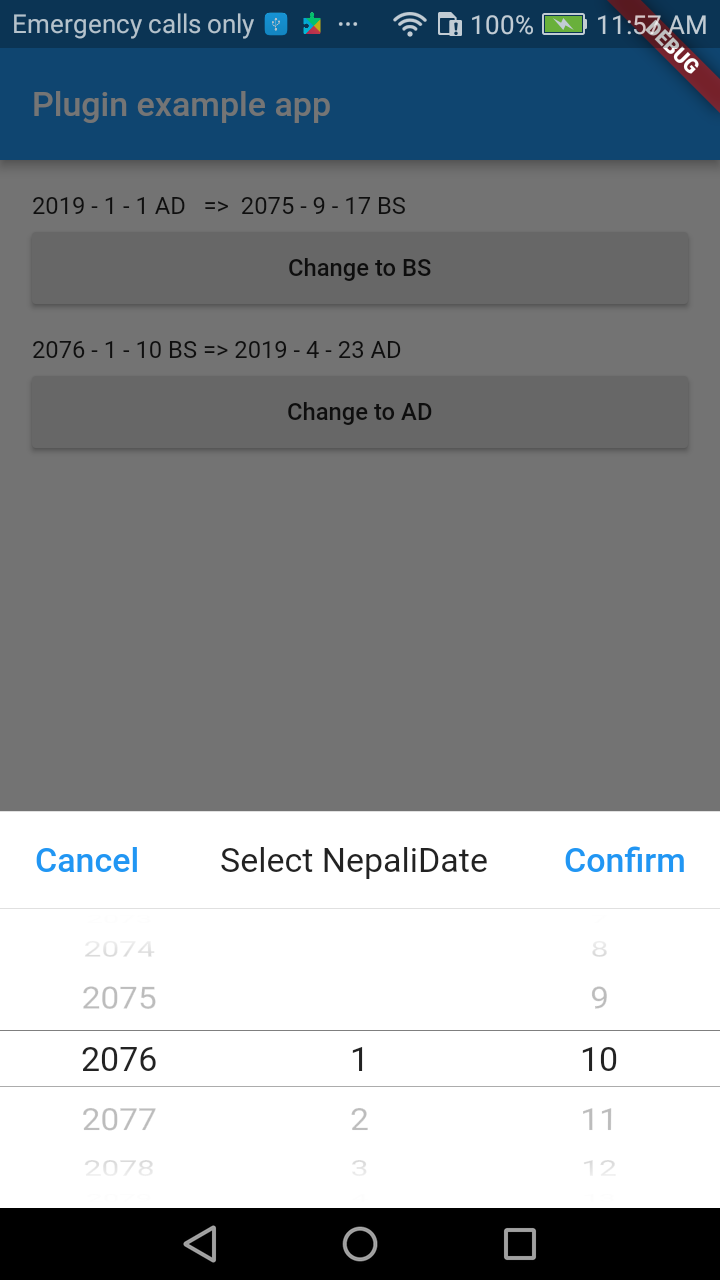 Emergency calls only ... 100% 11:57 AM
DEBUG
Plugin example app
2019 - 1 - 1 AD => 2075 - 9 - 17 BS
Change to BS
2076 - 1 - 10 BS => 2019 - 4 - 23 AD
Change to AD
Cancel Select NepaliDate Confirm
2074 8
2075 9
2076 1 10
2077 2 11
2078 3 12